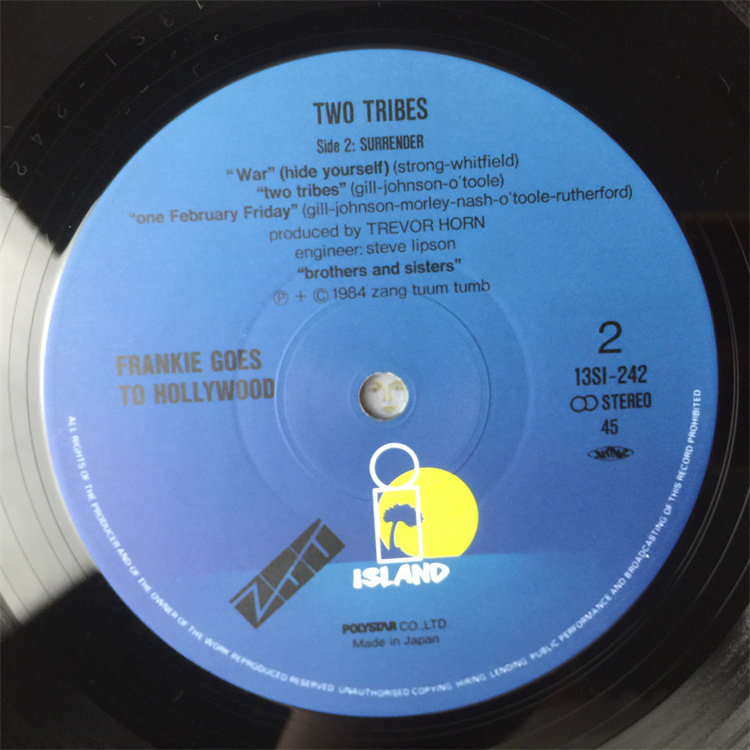 TWO TRIBES
Side 2: SURRENDER
"War" (hide yourself) (strong-whitfield)
"two tribes" (gill-johnson-o'toole)
"one February Friday" (gill-johnson-morley-nash-o'toole-rutherford)
produced by TREVOR HORN
engineer: steve lipson
"brothers and sisters"
Ⓟ + © 1984 zang tuum tumb
FRANKIE GOES
TO HOLLYWOOD
2
13SI-242
STEREO
45
ZTT
ISLAND
POLYSTAR CO.,LTD.
Made in Japan
ALL RIGHTS OF THE PRODUCER AND OF THE OWNER OF THE WORK REPRODUCED RESERVED. UNAUTHORISED COPYING. HIRING. LENDING. PUBLIC PERFORMANCE AND BROADCASTING OF THIS RECORD PROHIBITED
13SI-242